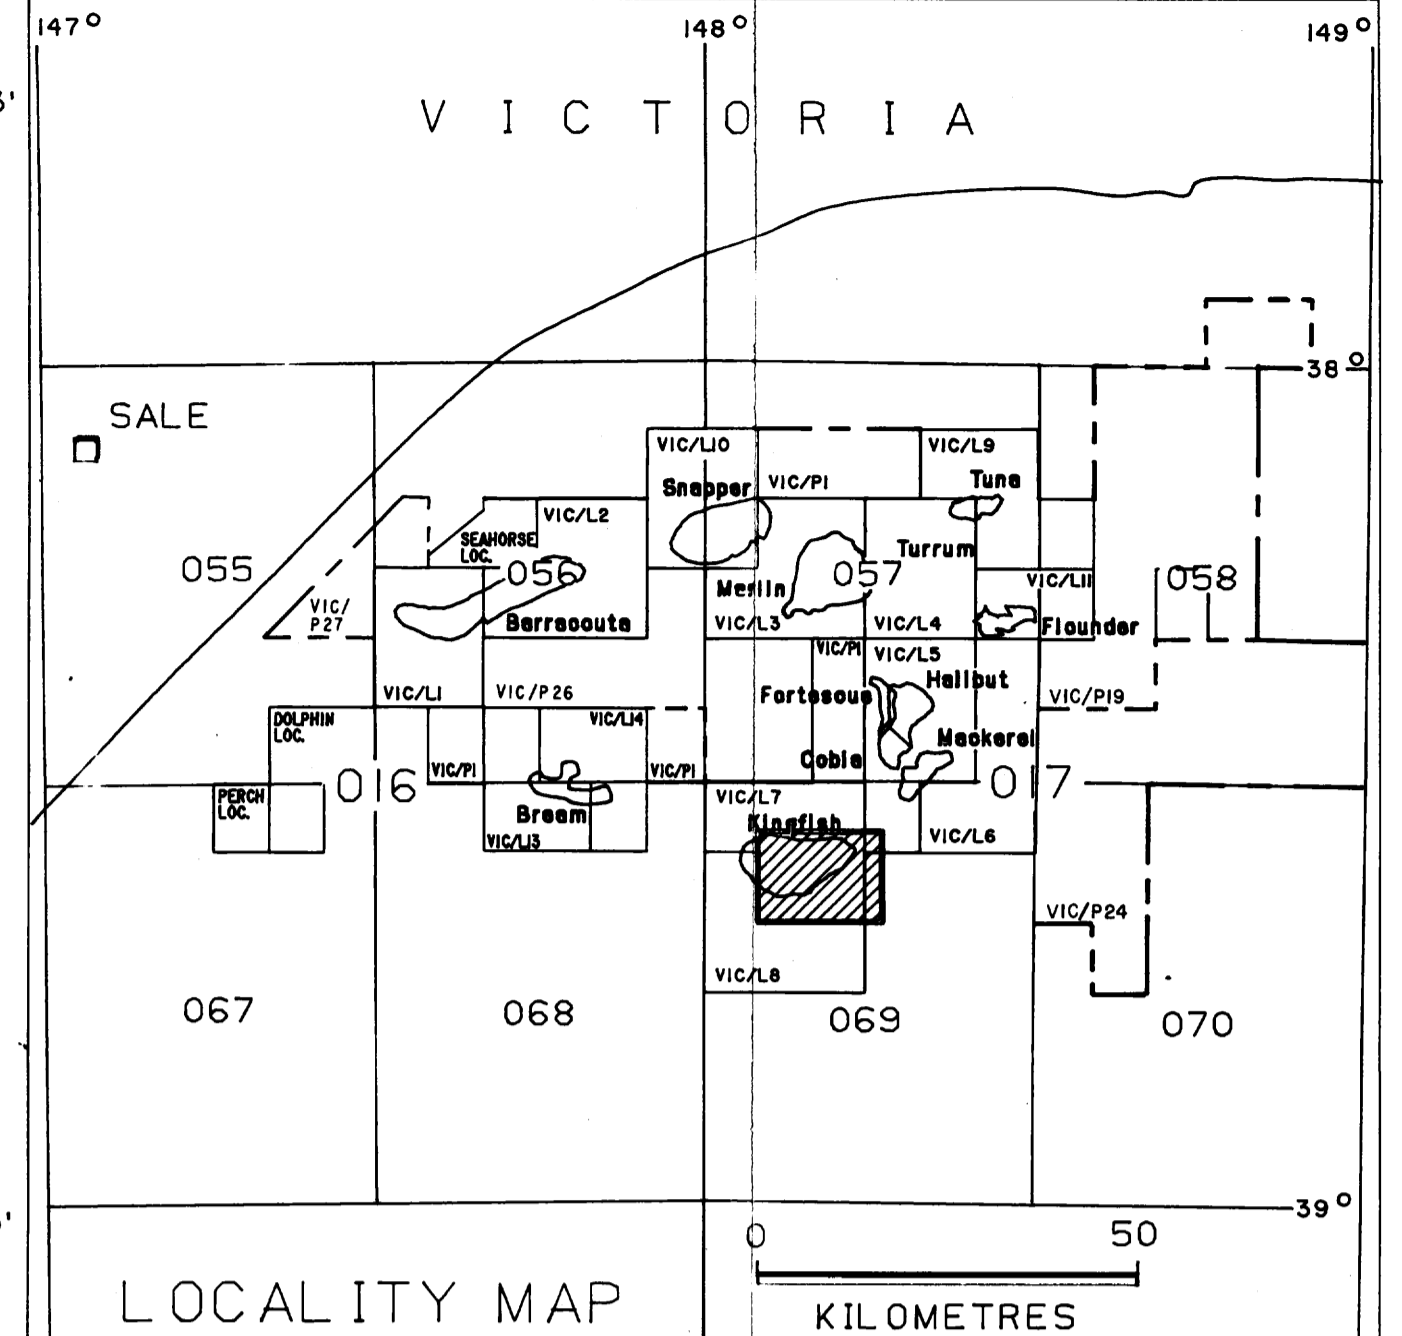 147°
148°
149°
VICTORIA
38°
SALE
VIC/L10
VIC/L9
Snapper
VIC/P1
Tuna
VIC/L2
SEAHORSE
LOC.
Turrum
055
056
057
058
Merlin
VIC/L11
VIC/
P27
Barracouta
VIC/L3
VIC/L4
Flounder
VIC/P1
VIC/L5
Halibut
VIC/L1
VIC/P26
Fortescue
VIC/P19
DOLPHIN
LOC.
VIC/L14
Mackerel
Cobia
VIC/P1
VIC/P1
016
017
PERCH
LOC.
VIC/L7
Bream
Kingfish
VIC/L13
VIC/L6
VIC/P24
VIC/L8
067
068
069
070
39°
0
50
LOCALITY MAP
KILOMETRES